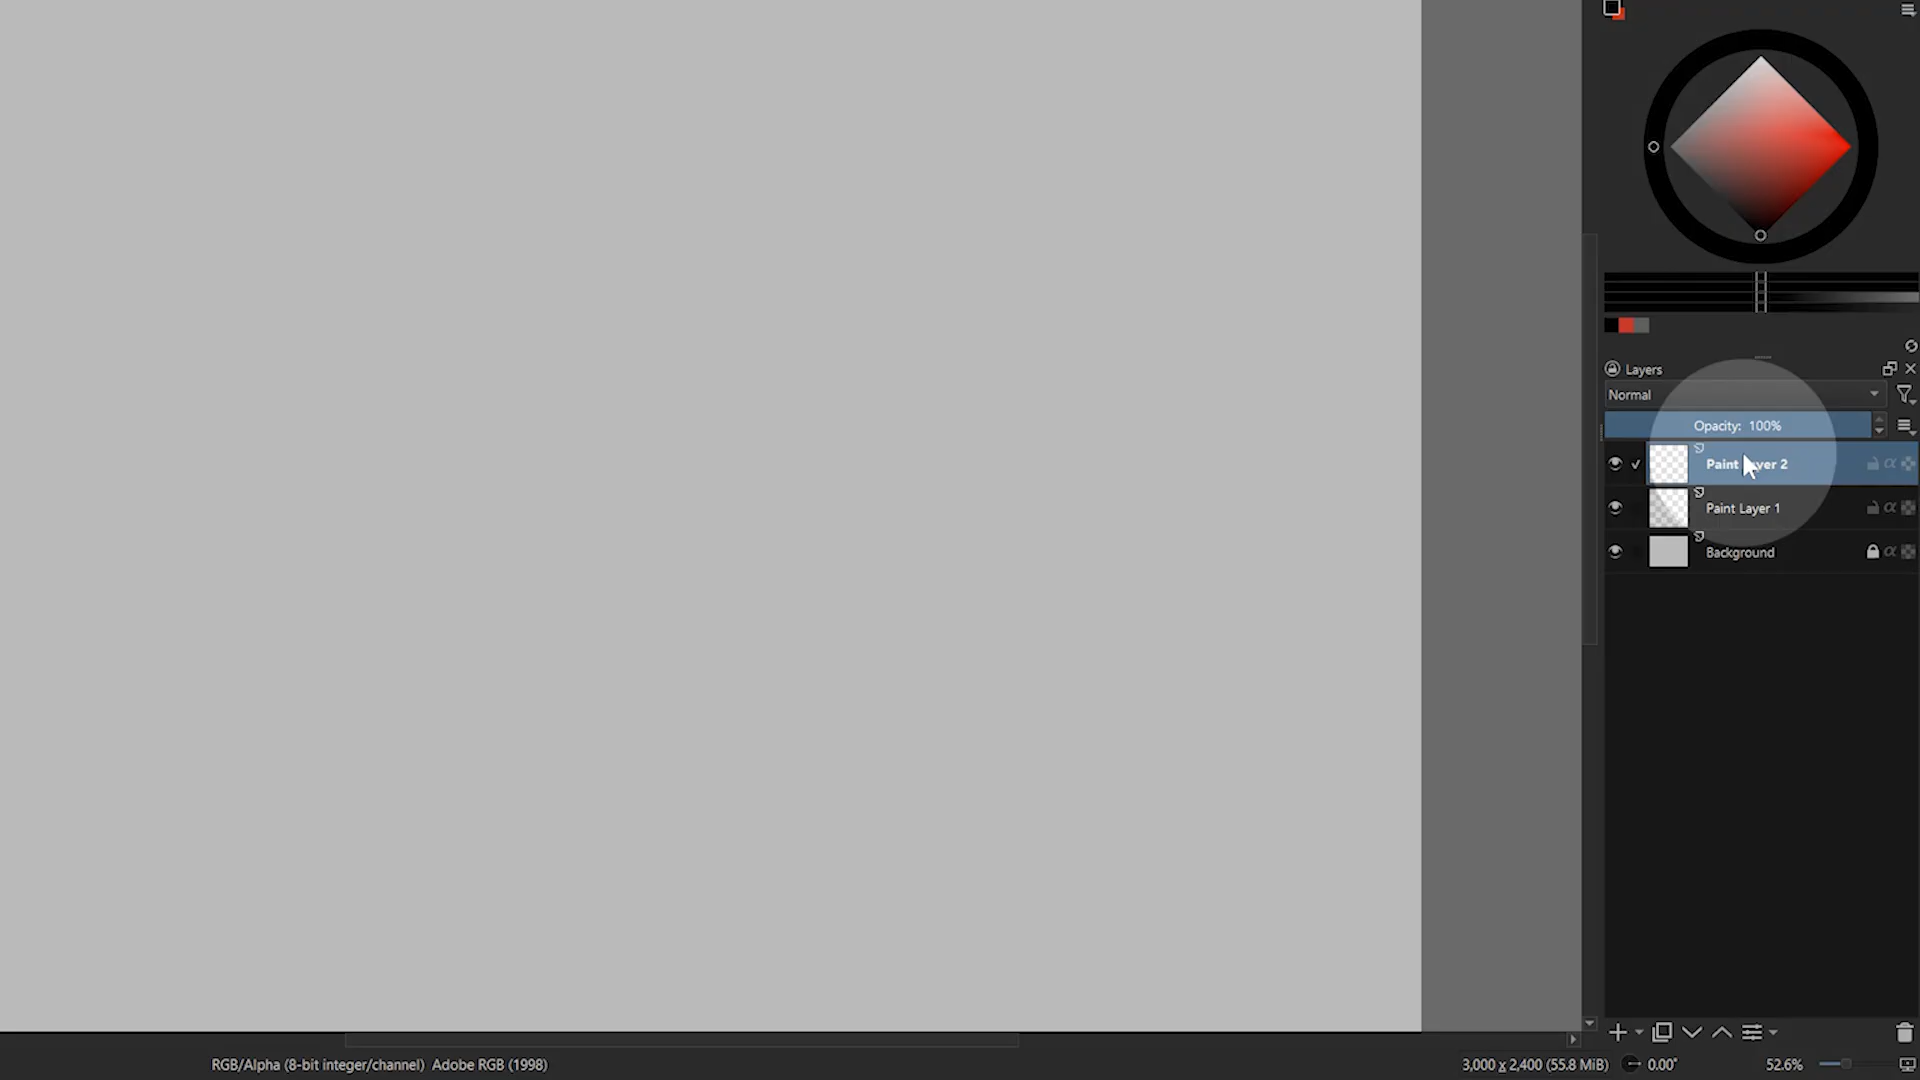 Layers
Normal
Opacity: 100%
Paint Layer 2
Paint Layer 1
Background
RGB/Alpha (8-bit integer/channel) Adobe RGB (1998)
3,000 x 2,400 (55.8 MiB)
0.00°
52.6%